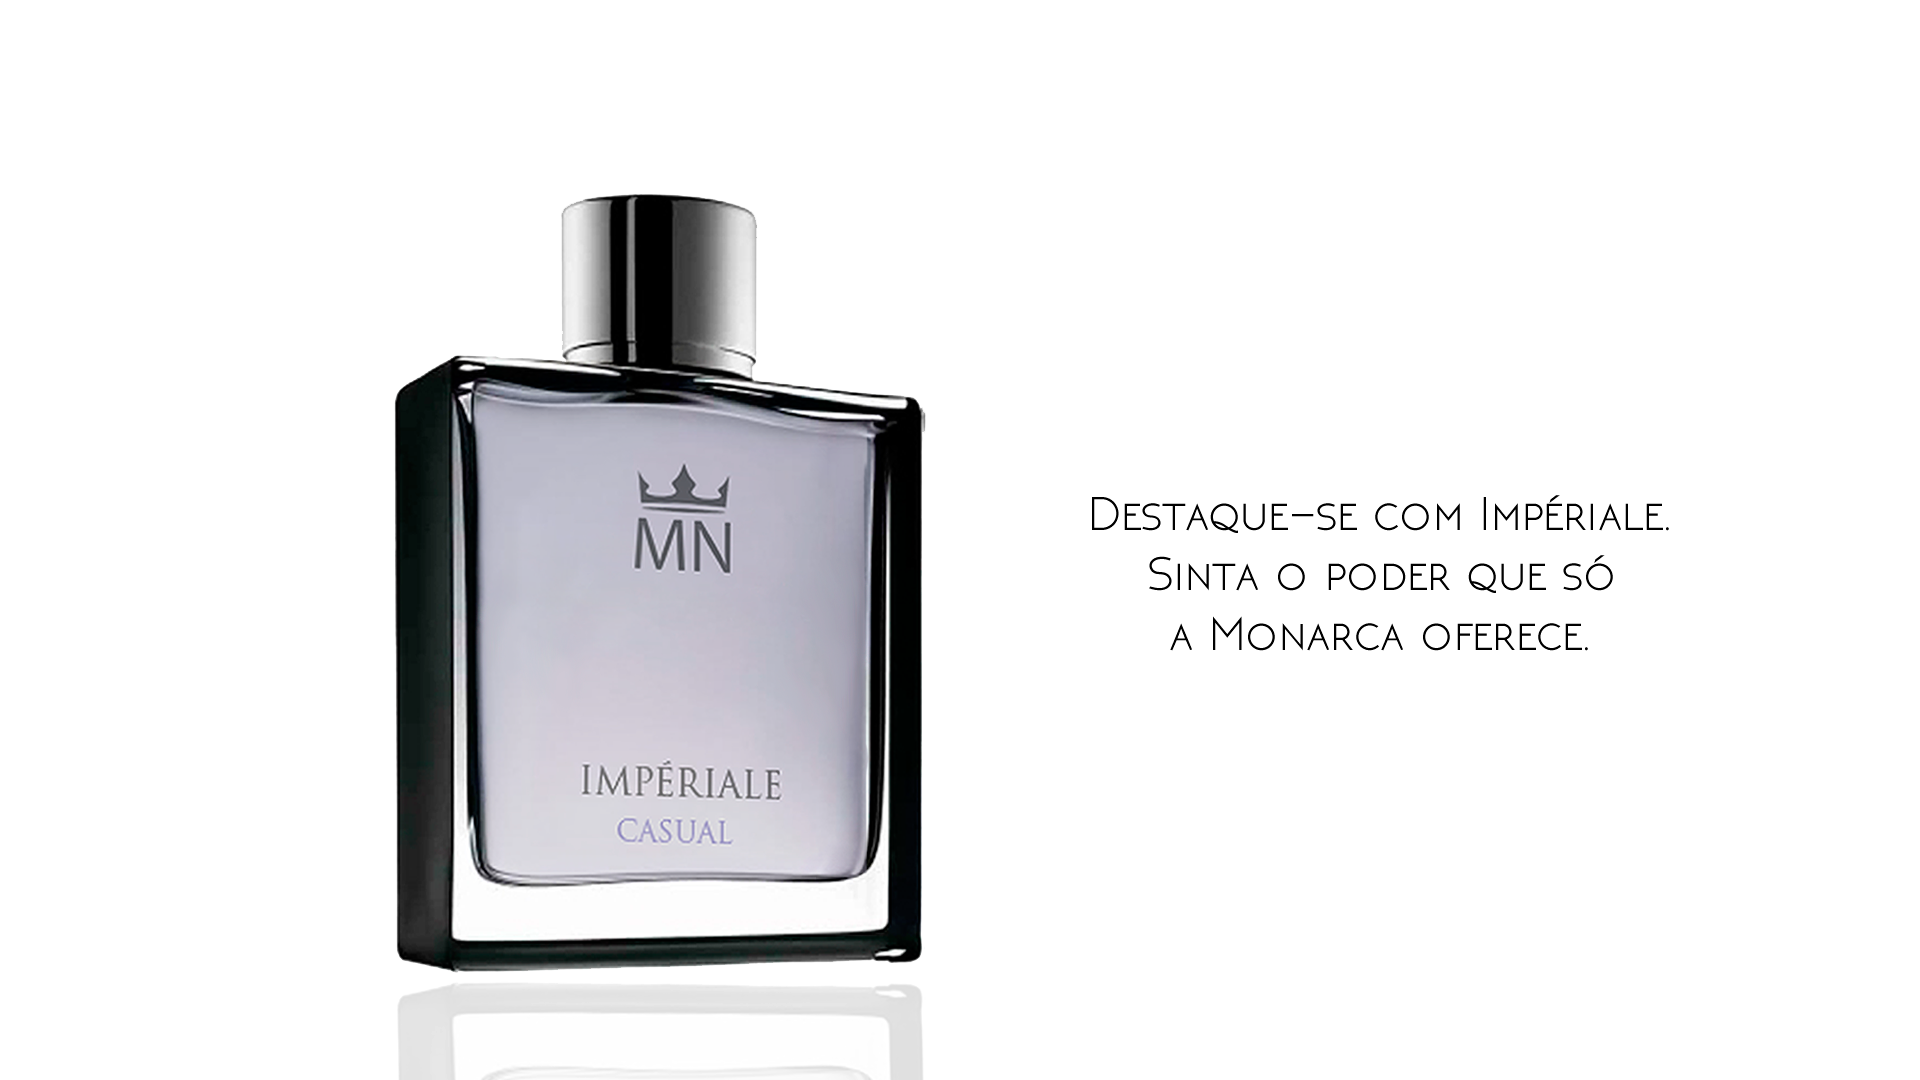 MN
IMPÉRIALE
CASUAL
Destaque-se com Impériale.
Sinta o poder que só
a Monarca oferece.